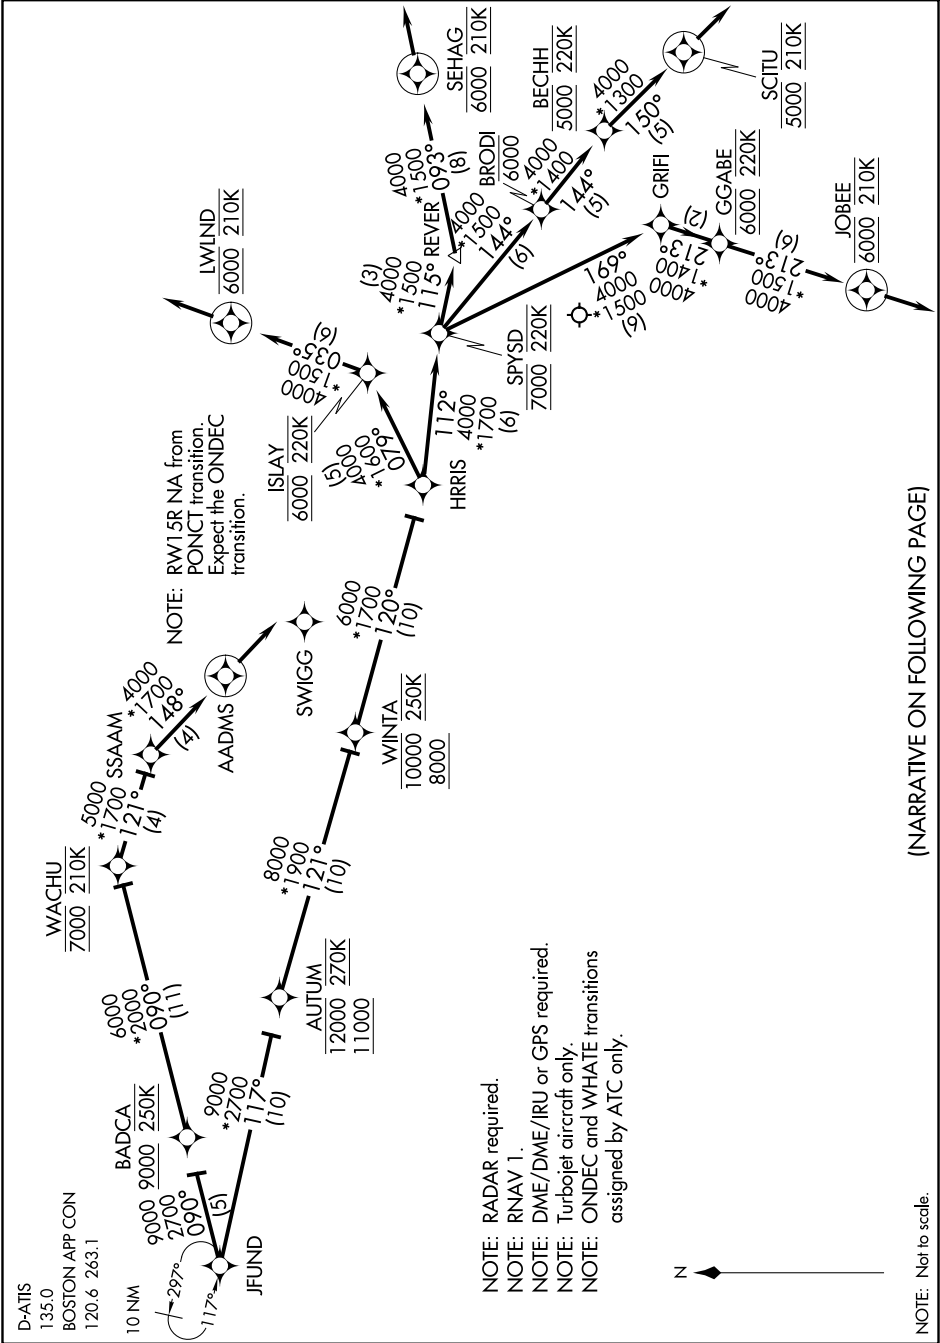 D-ATIS
135.0
BOSTON APP CON
120.6 263.1
10 NM
297°
117°
JFUND
9000
2700
090°
(5)
BADCA
9000 250K
6000
*2000
090°
(11)
WACHU
7000 210K
5000
*1700
121°
(4)
SSAAM
4000
*1700
148°
(4)
AADMS
SWIGG
NOTE: RW15R NA from
PONCT transition.
Expect the ONDEC
transition.
9000
*2700
117°
(10)
AUTUM
12000 270K
11000
8000
*1900
121°
(10)
WINTA
10000 250K
8000
6000
*1700
120°
(10)
HRRIS
(5)
4000
*1600
079°
ISLAY
6000 220K
4000
*1500
035°
(6)
LWLND
6000 210K
112°
4000
*1700
(6)
SPYSD
7000 220K
(3)
4000
*1500
115°
REVER
4000
*1500
093°
(8)
SEHAG
6000 210K
4000
*1500
144°
(6)
BRODI
6000
4000
*1400
144°
(5)
BECHH
5000 220K
4000
*1300
150°
(5)
SCITU
5000 210K
169°
4000
*1500
(9)
GRIFI
(2)
213°
*1400
4000
GGABE
6000 220K
(6)
213°
*1500
4000
JOBEE
6000 210K
NOTE: RADAR required.
NOTE: RNAV 1.
NOTE: DME/DME/IRU or GPS required.
NOTE: Turbojet aircraft only.
NOTE: ONDEC and WHATE transitions
assigned by ATC only.
N
(NARRATIVE ON FOLLOWING PAGE)
NOTE: Not to scale.